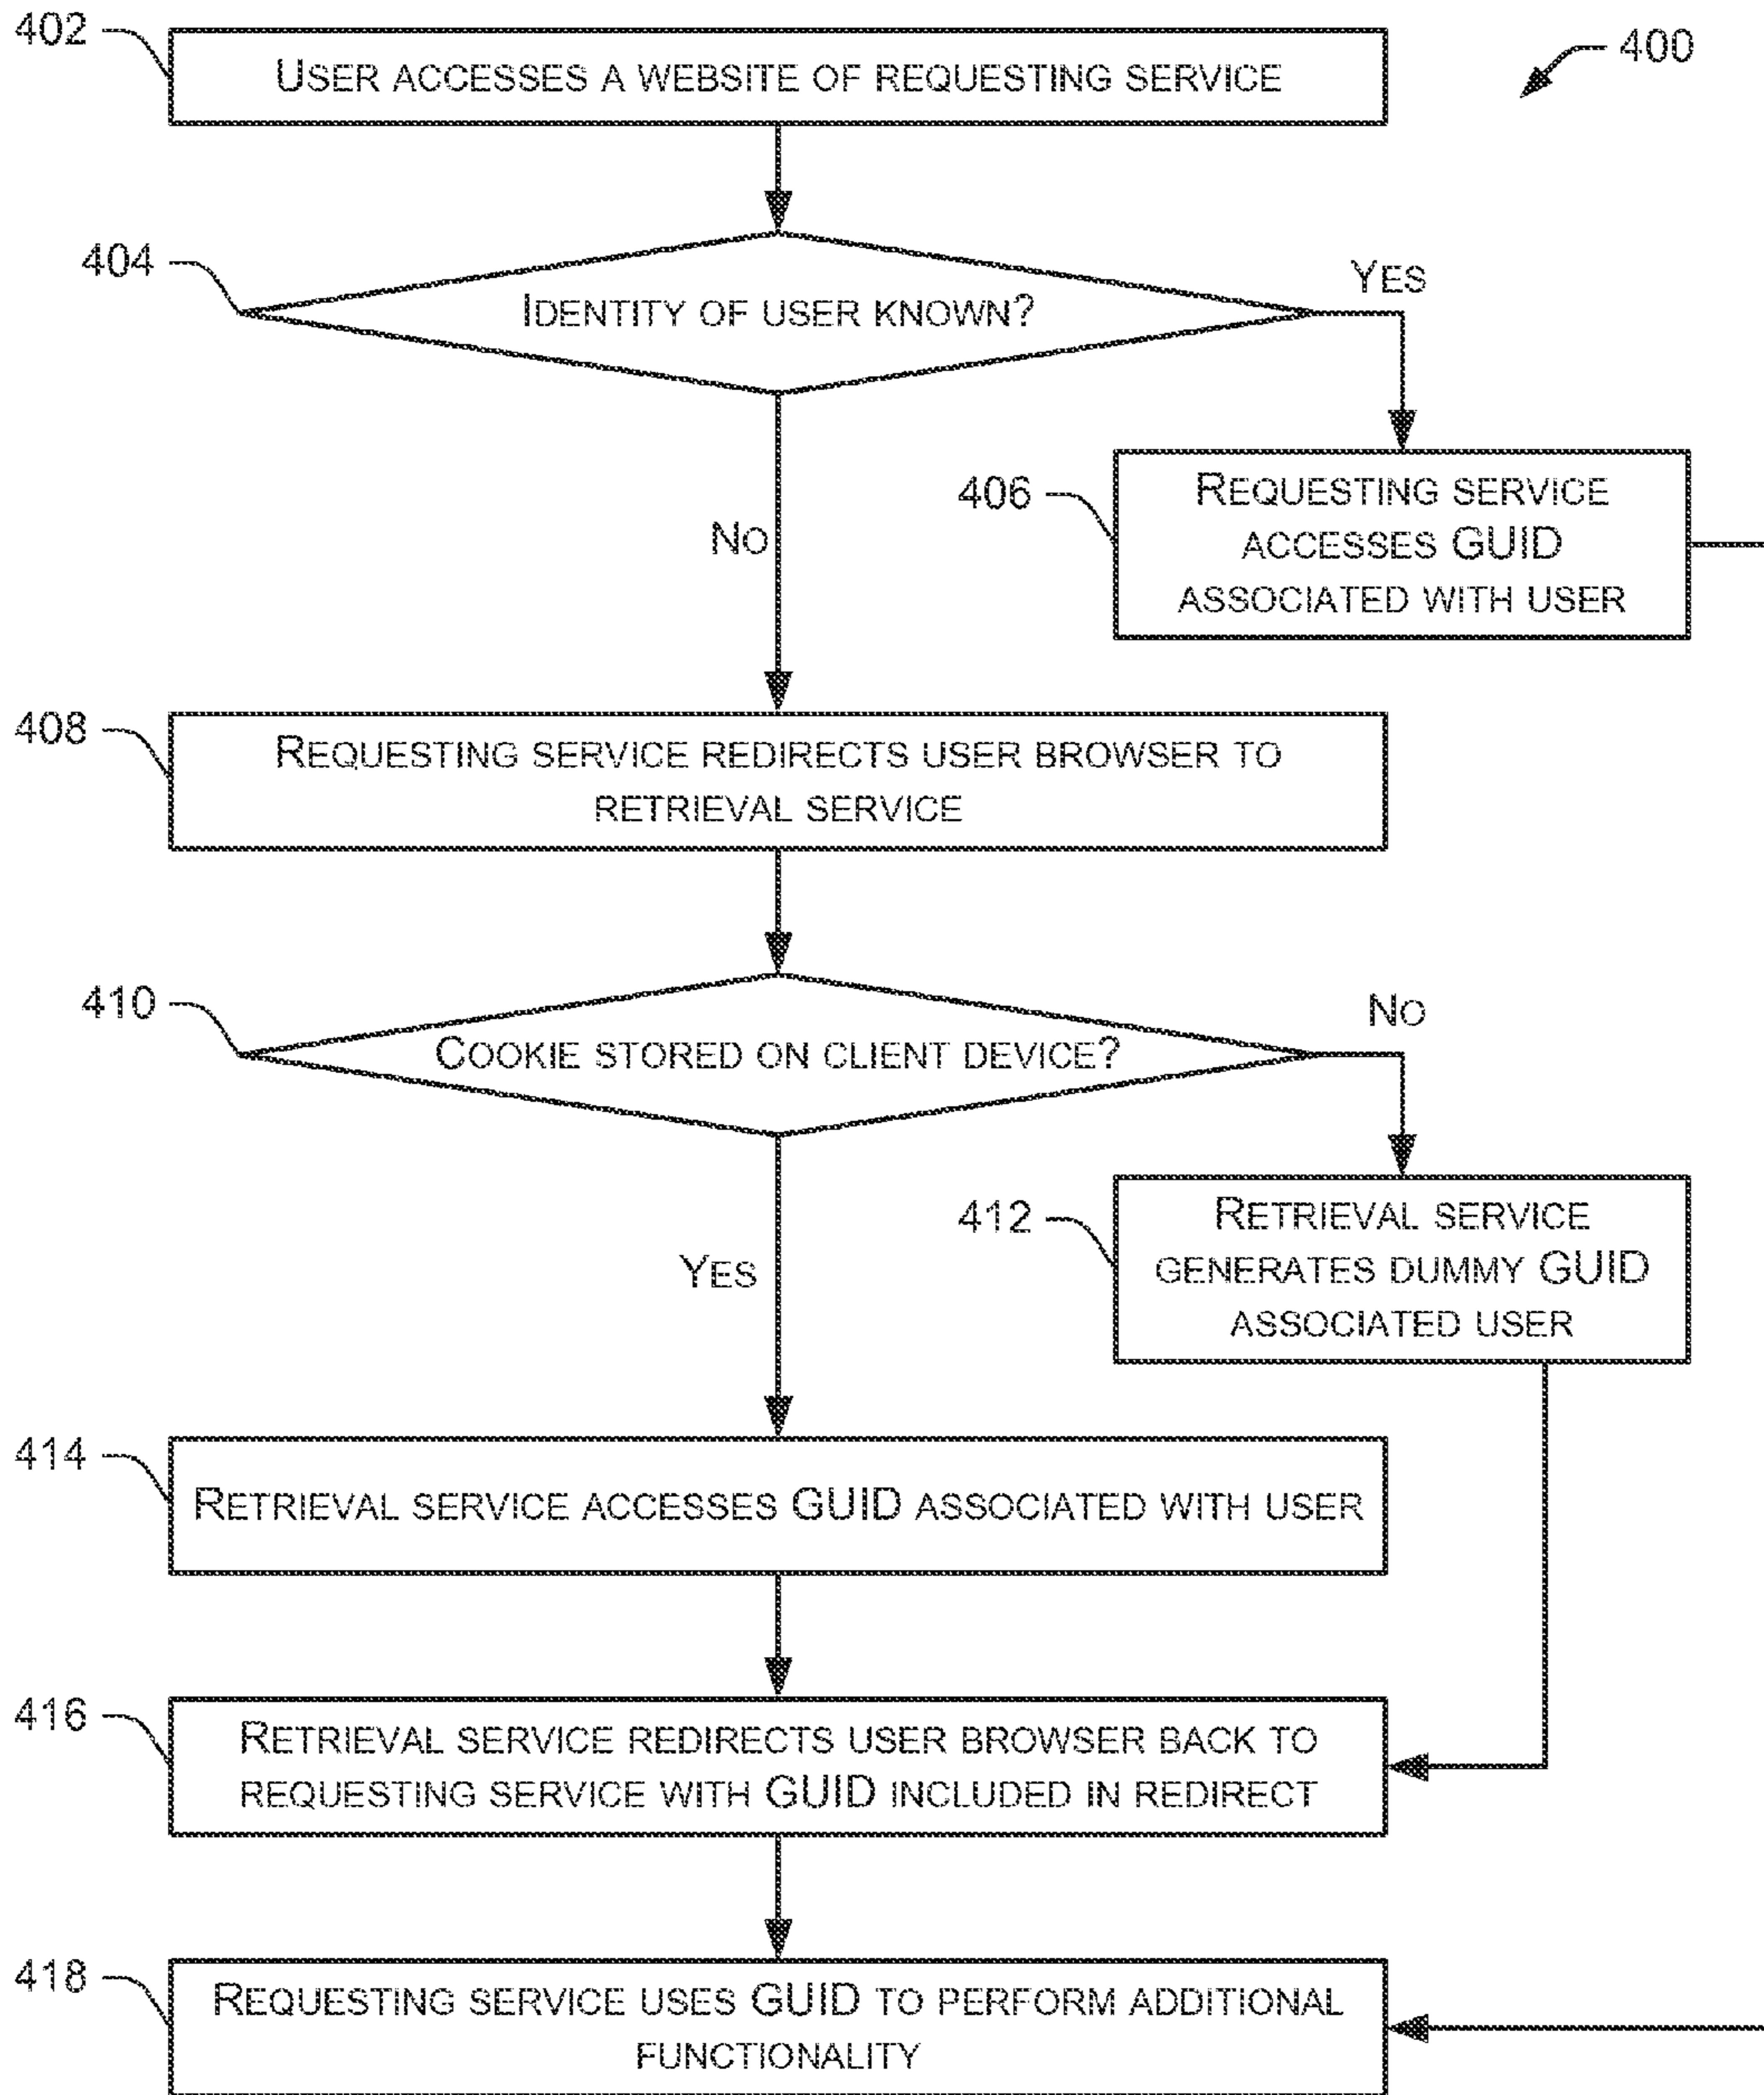 402
USER ACCESSES A WEBSITE OF REQUESTING SERVICE
400
404
IDENTITY OF USER KNOWN?
YES
NO
406
REQUESTING SERVICE
ACCESSES GUID
ASSOCIATED WITH USER
408
REQUESTING SERVICE REDIRECTS USER BROWSER TO
RETRIEVAL SERVICE
410
COOKIE STORED ON CLIENT DEVICE?
NO
YES
412
RETRIEVAL SERVICE
GENERATES DUMMY GUID
ASSOCIATED USER
414
RETRIEVAL SERVICE ACCESSES GUID ASSOCIATED WITH USER
416
RETRIEVAL SERVICE REDIRECTS USER BROWSER BACK TO
REQUESTING SERVICE WITH GUID INCLUDED IN REDIRECT
418
REQUESTING SERVICE USES GUID TO PERFORM ADDITIONAL
FUNCTIONALITY